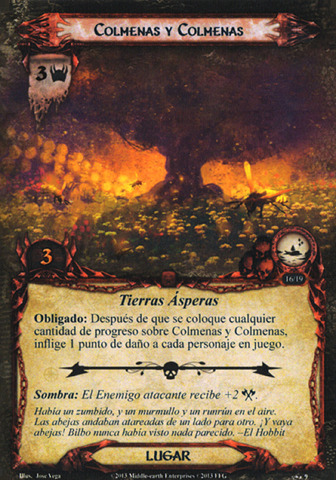 COLMENAS Y COLMENAS
3
3
16/19
Tierras Ásperas
Obligado: Después de que se coloque cualquier
cantidad de progreso sobre Colmenas y Colmenas,
inflige 1 punto de daño a cada personaje en juego.
Sombra: El Enemigo atacante recibe +2
Había un zumbido, y un murmullo y un runrún en el aire.
Las abejas andaban atareadas de un lado para otro. ¡Y vaya
abejas! Bilbo nunca había visto nada parecido. –El Hobbit
LUGAR
Illus. Jose Vega
©2013 Middle-earth Enterprises ©2013 FFG